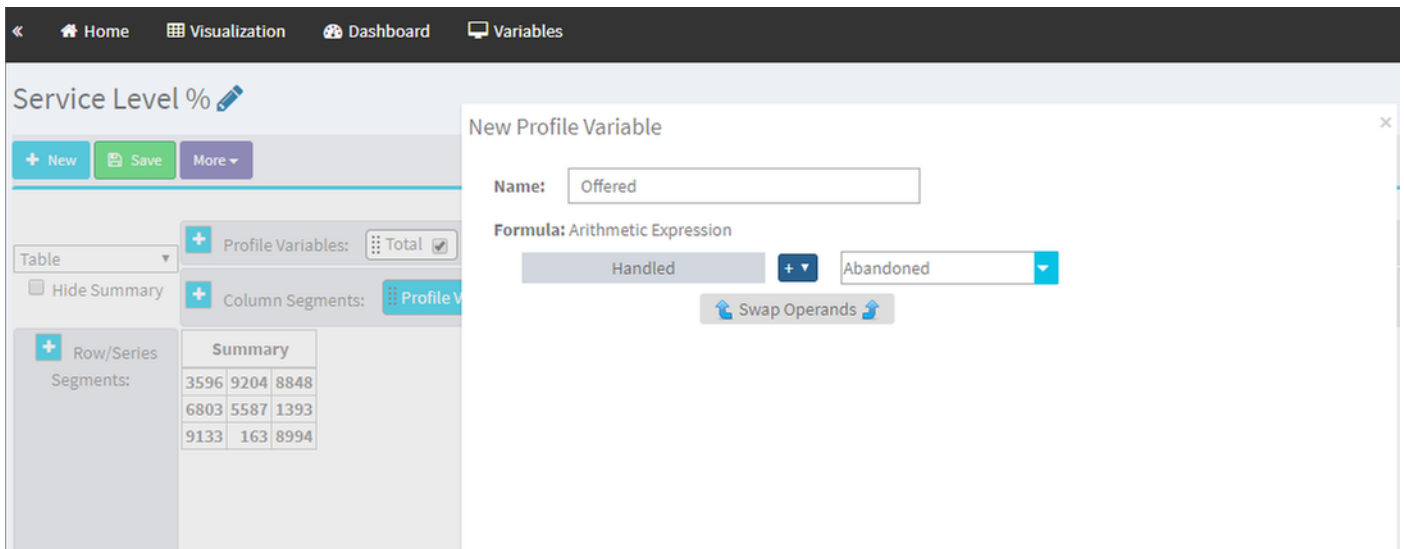 « Home Visualization Dashboard Variables
Service Level %
New Profile Variable
×
+ New Save More
Name: Offered
Formula: Arithmetic Expression
Handled + Abandoned
Swap Operands
Table
Hide Summary
+ Profile Variables: Total
+ Column Segments: Profile V
+ Row/Series
Segments:
Summary
3596 9204 8848
6803 5587 1393
9133 163 8994